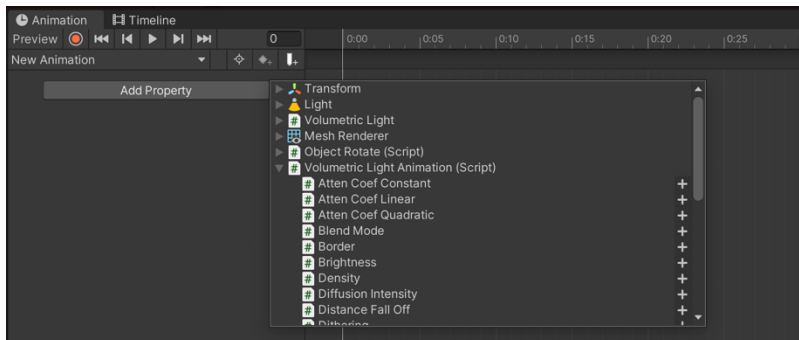 Animation Timeline
Preview 0 0:00 0:05 0:10 0:15 0:20 0:25
New Animation
Add Property
Transform
Light
# Volumetric Light
Mesh Renderer
# Object Rotate (Script)
# Volumetric Light Animation (Script)
# Atten Coef Constant +
# Atten Coef Linear +
# Atten Coef Quadratic +
# Blend Mode +
# Border +
# Brightness +
# Density +
# Diffusion Intensity +
# Distance Fall Off +
# Dithering +